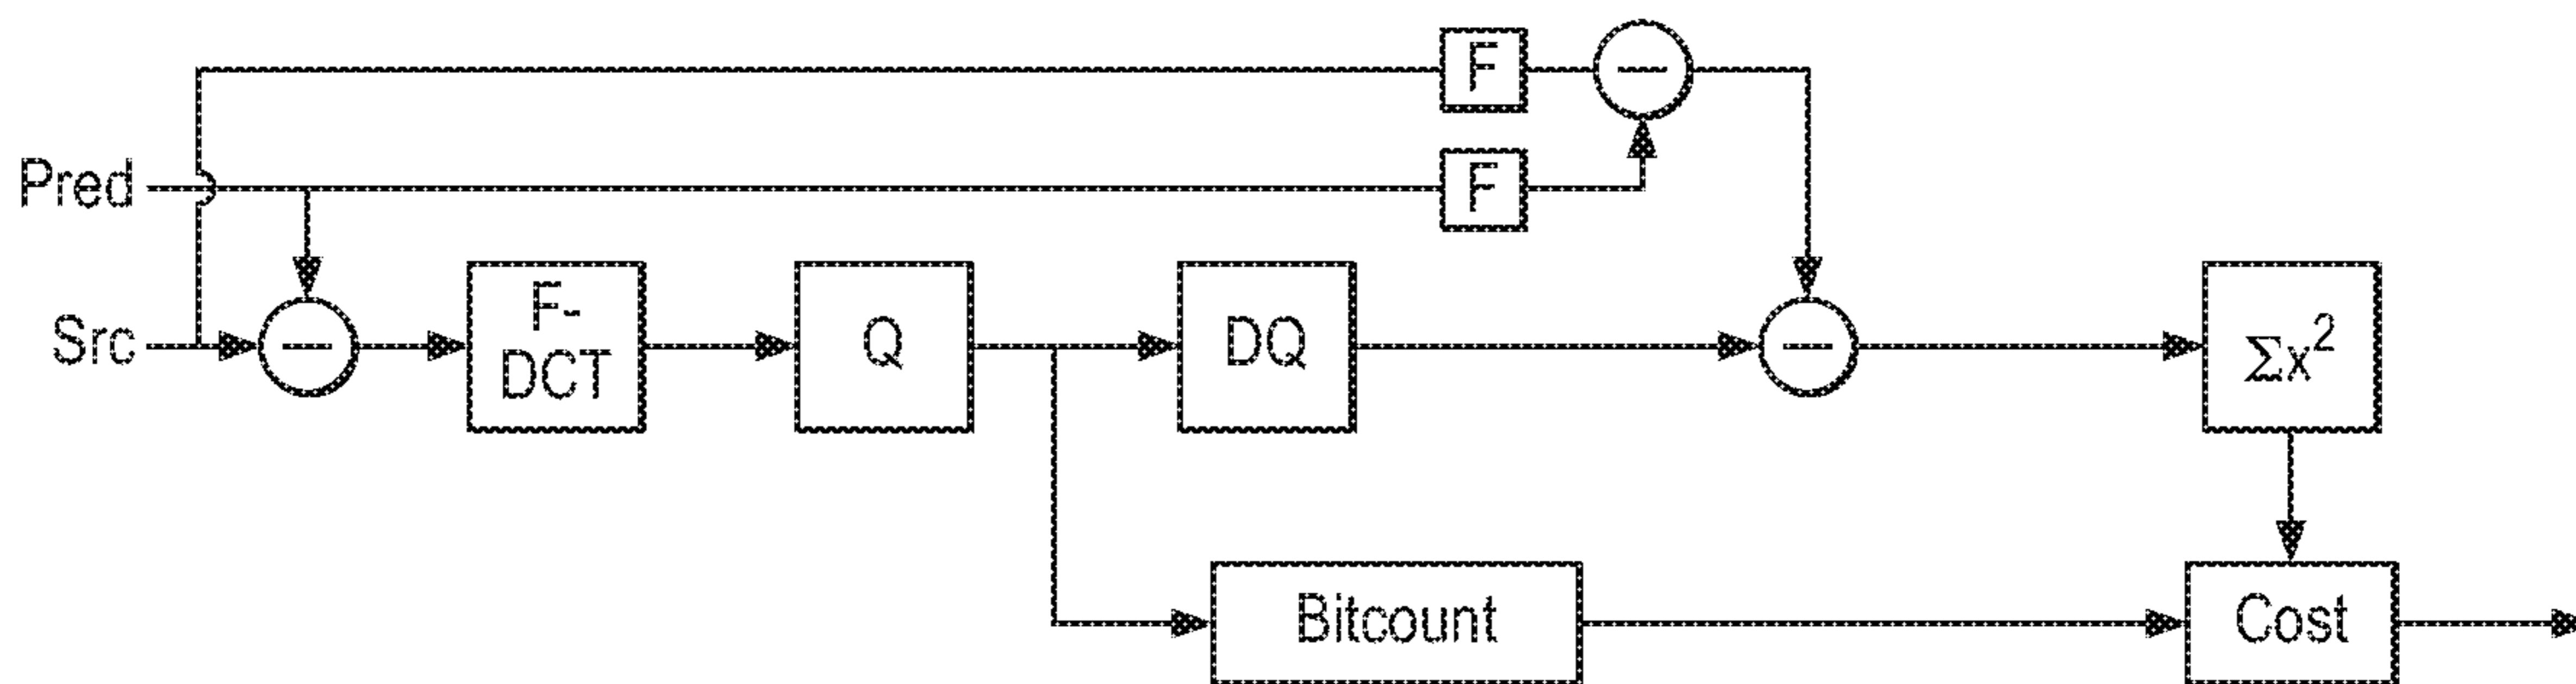 F
Pred
F
Src
—
F-
DCT
Q
DQ
—
Σx²
Bitcount
Cost